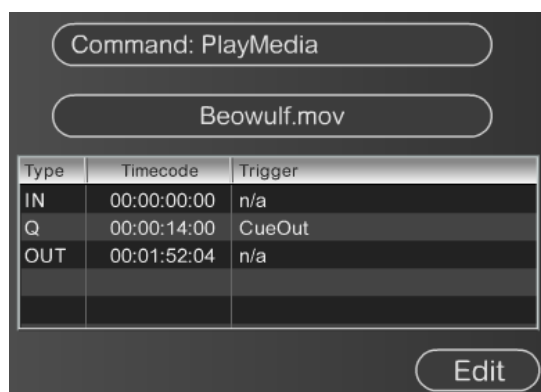 Command: PlayMedia
Beowulf.mov
Type Timecode Trigger
IN 00:00:00:00 n/a
Q 00:00:14:00 CueOut
OUT 00:01:52:04 n/a
Edit